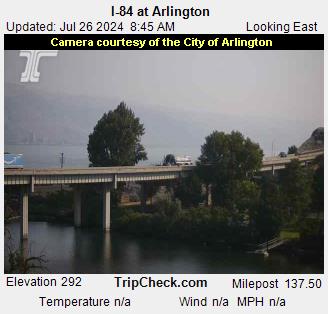 I-84 at Arlington
Updated: Jul 26 2024 8:45 AM Looking East
Camera courtesy of the City of Arlington
Elevation 292 TripCheck.com Milepost 137.50
Temperature n/a Wind n/a MPH n/a